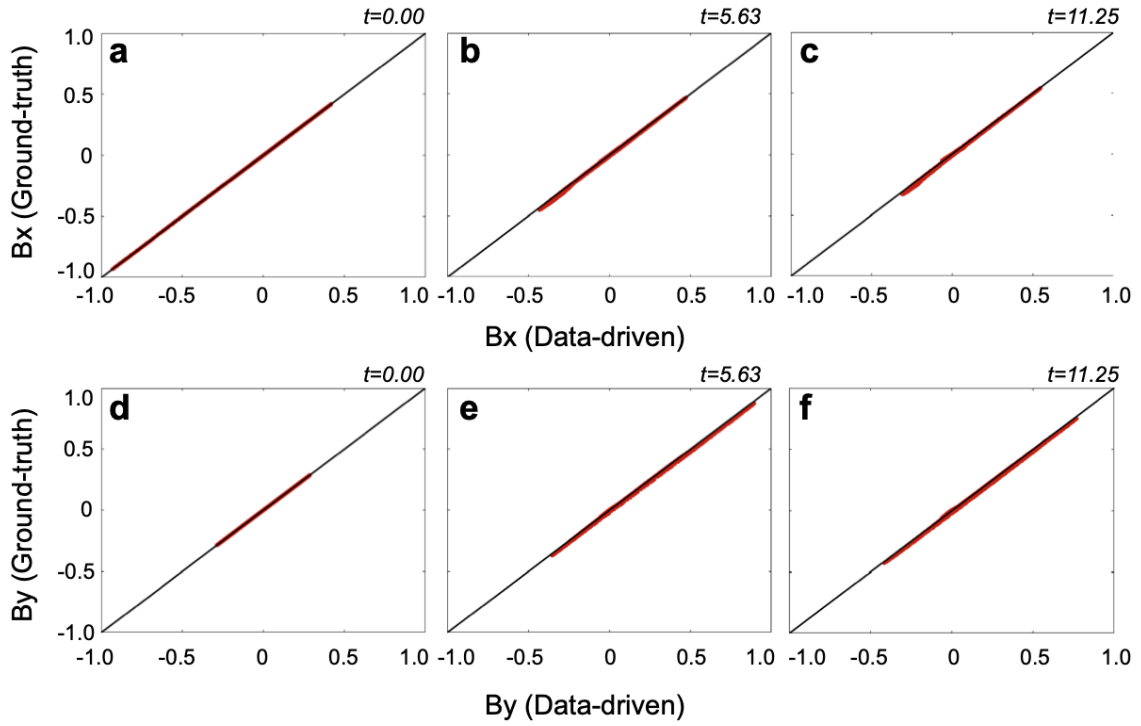 t=0.00 t=5.63 t=11.25
a b c
Bx (Ground-truth)
1.0
0.5
0
-0.5
-1.0
-1.0 -0.5 0 0.5 1.0 -1.0 -0.5 0 0.5 1.0 -1.0 -0.5 0 0.5 1.0
Bx (Data-driven)
t=0.00 t=5.63 t=11.25
d e f
By (Ground-truth)
1.0
0.5
0
-0.5
-1.0
-1.0 -0.5 0 0.5 1.0 -1.0 -0.5 0 0.5 1.0 -1.0 -0.5 0 0.5 1.0
By (Data-driven)